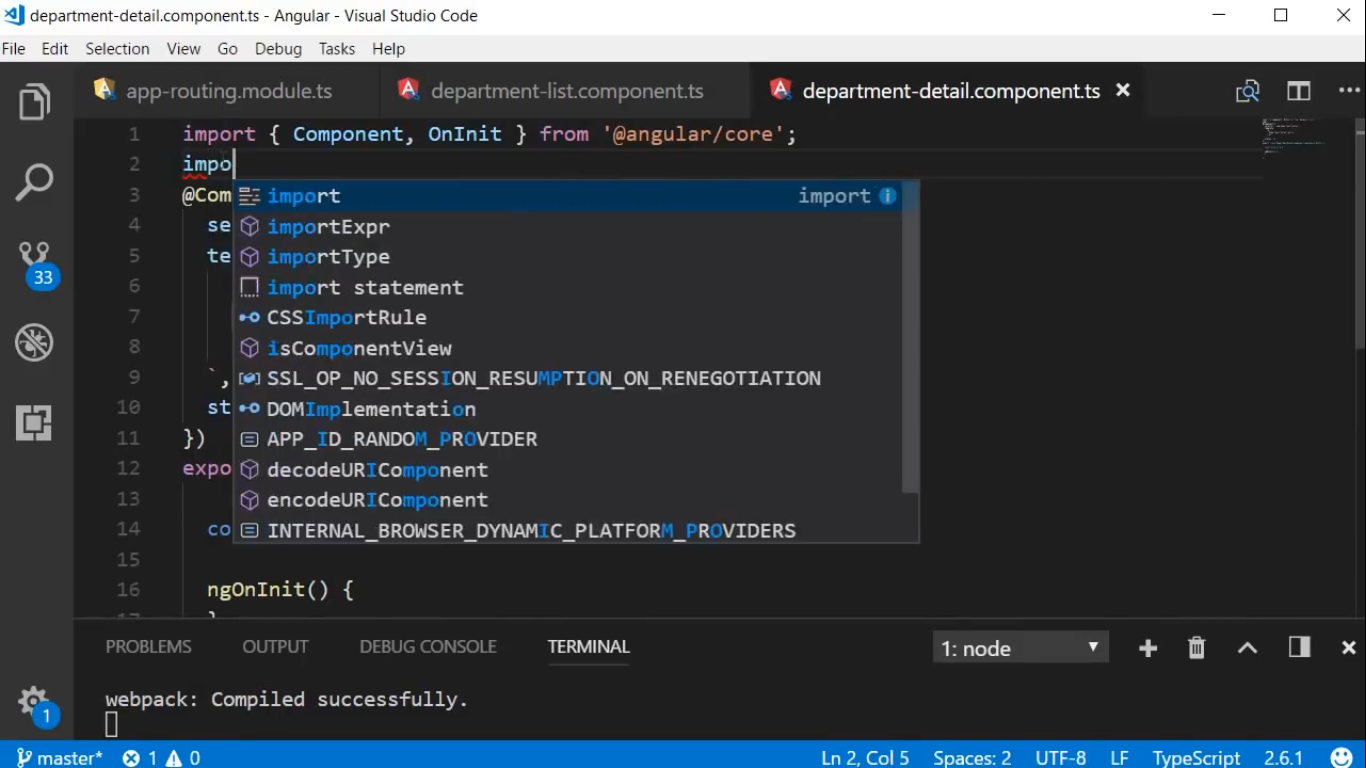 department-detail.component.ts - Angular - Visual Studio Code
File Edit Selection View Go Debug Tasks Help
app-routing.module.ts department-list.component.ts department-detail.component.ts
1 import { Component, OnInit } from '@angular/core';
2 impo
3 @Com import import
4 se importExpr
5 te importType
6 import statement
7 CSSImportRule
8 isComponentView
9 `, SSL_OP_NO_SESSION_RESUMPTION_ON_RENEGOTIATION
10 st DOMImplementation
11 }) APP_ID_RANDOM_PROVIDER
12 expo decodeURIComponent
13 encodeURIComponent
14 co INTERNAL_BROWSER_DYNAMIC_PLATFORM_PROVIDERS
15
16 ngOnInit() {
17 }
33
PROBLEMS OUTPUT DEBUG CONSOLE TERMINAL 1: node
webpack: Compiled successfully.
1
master* 1 0 Ln 2, Col 5 Spaces: 2 UTF-8 LF TypeScript 2.6.1